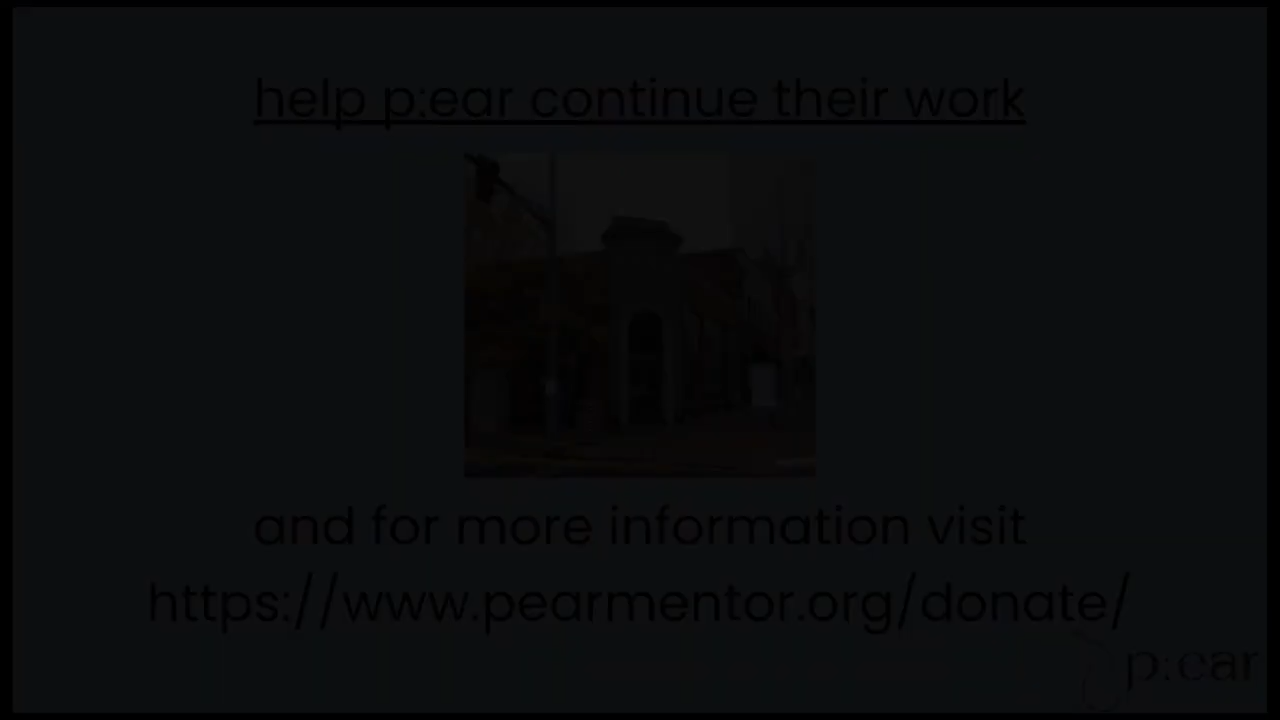 help p:ear continue their work
and for more information visit
https://www.pearmentor.org/donate/
p:ear